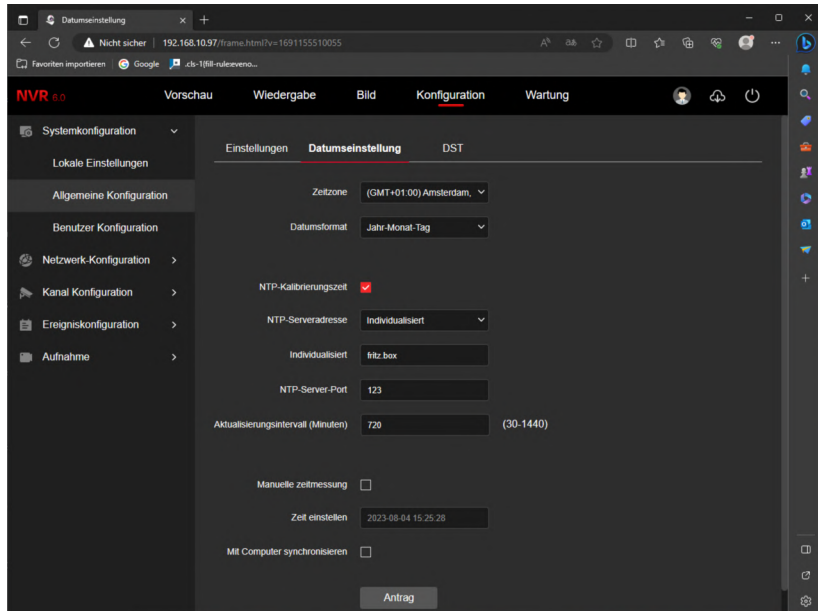 Datumseinstellung
Nicht sicher 192.168.10.97/frame.html?v=1691155510055
Favoriten importieren Google .cls-1{fill-rule:eveno...
NVR 6.0 Vorschau Wiedergabe Bild Konfiguration Wartung
Systemkonfiguration
Lokale Einstellungen
Allgemeine Konfiguration
Benutzer Konfiguration
Netzwerk-Konfiguration
Kanal Konfiguration
Ereigniskonfiguration
Aufnahme
Einstellungen Datumseinstellung DST
Zeitzone (GMT+01:00) Amsterdam,
Datumsformat Jahr-Monat-Tag
NTP-Kalibrierungszeit
NTP-Serveradresse Individualisiert
Individualisiert fritz.box
NTP-Server-Port 123
Aktualisierungsintervall (Minuten) 720 (30-1440)
Manuelle zeitmessung
Zeit einstellen 2023-08-04 15:25:28
Mit Computer synchronisieren
Antrag